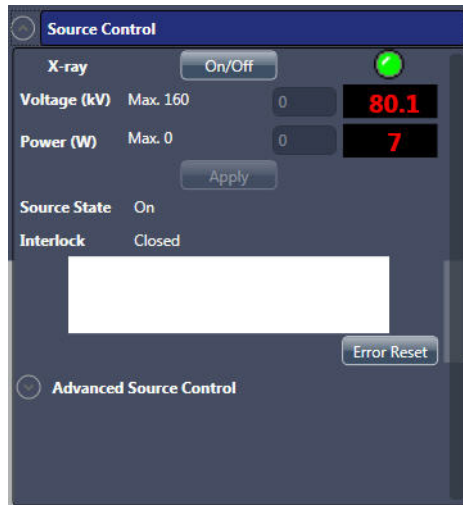 Source Control
X-ray On/Off
Voltage (kV) Max. 160 0 80.1
Power (W) Max. 0 0 7
Apply
Source State On
Interlock Closed
Error Reset
Advanced Source Control